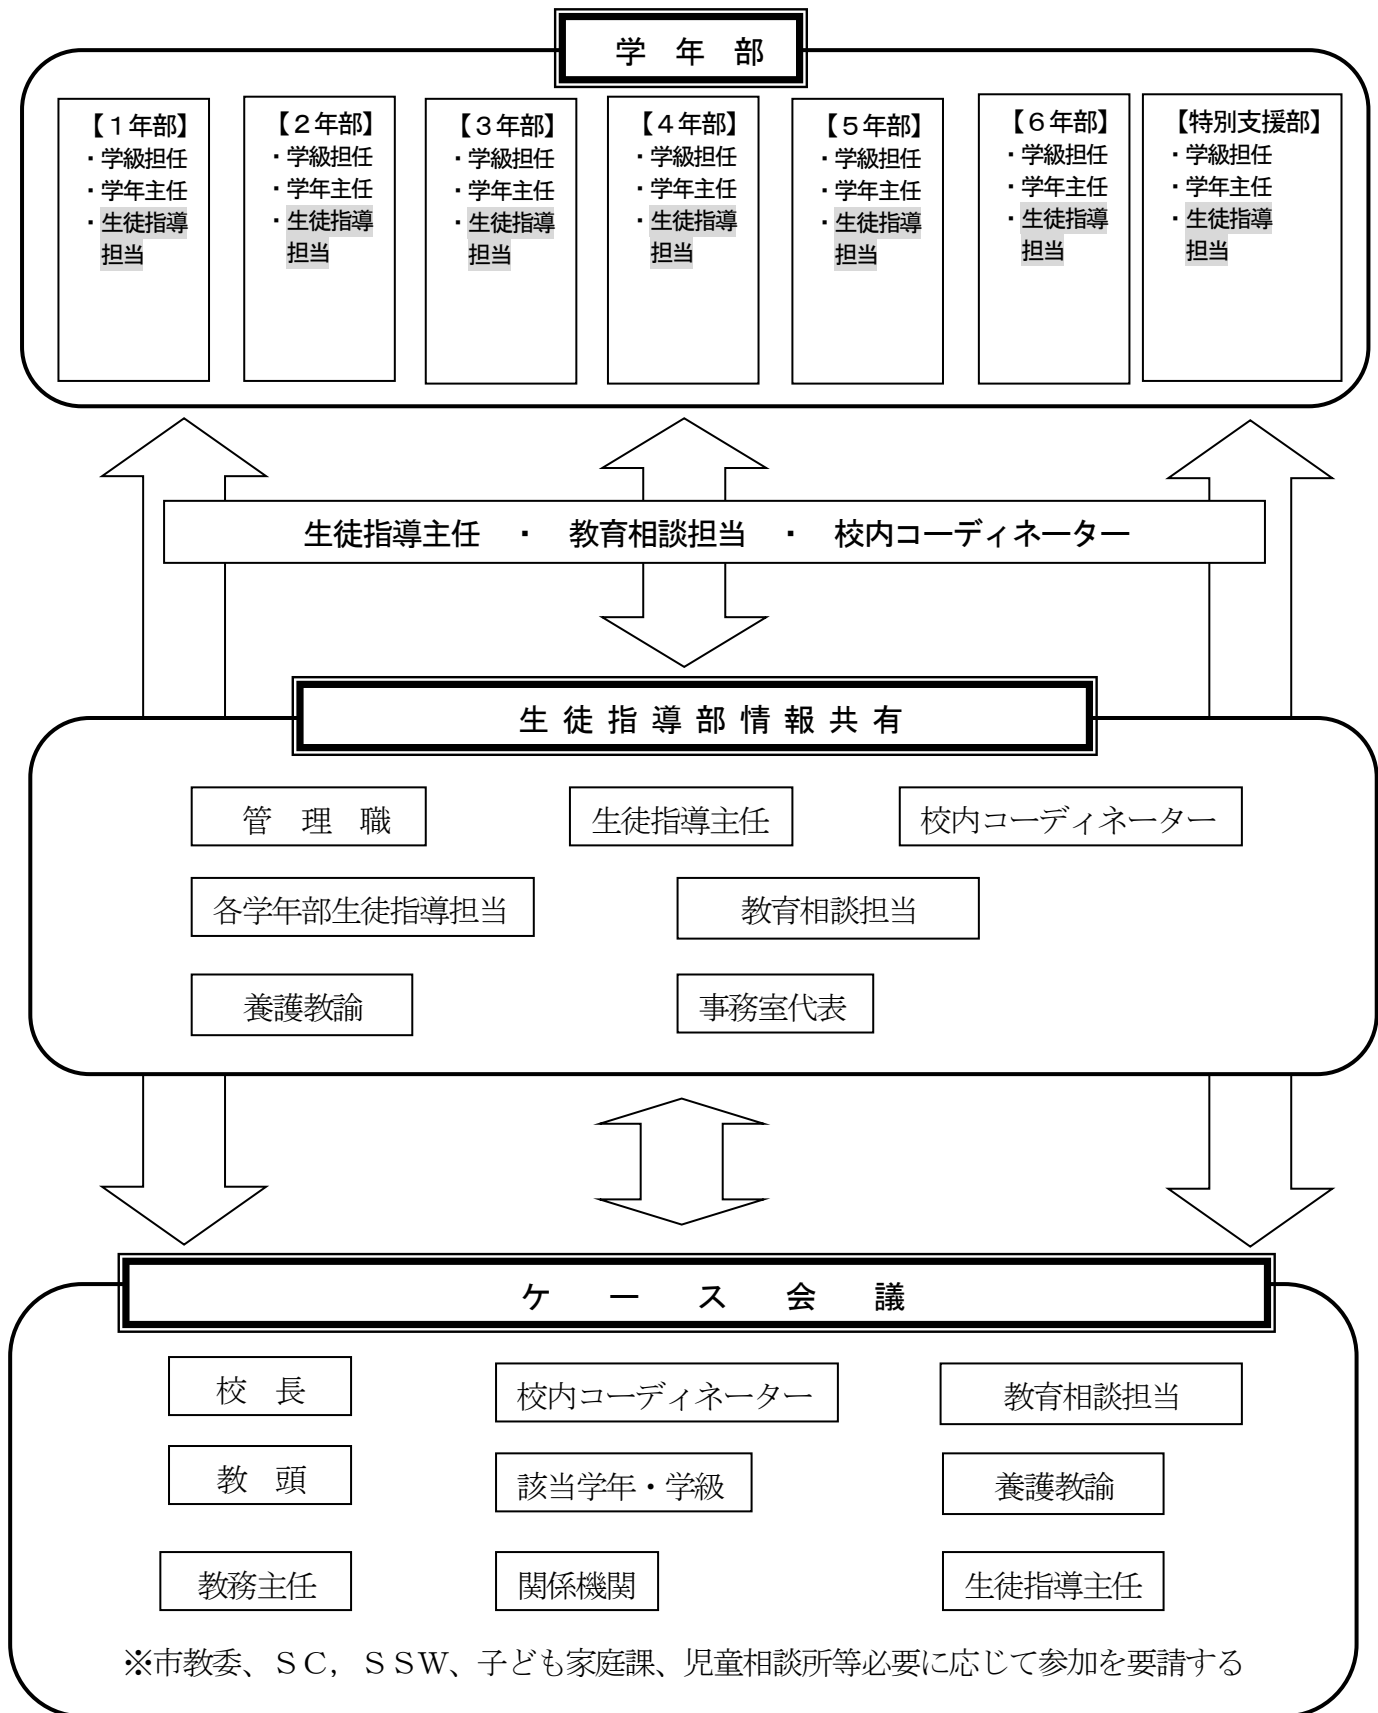 学　年　部
【１年部】
・学級担任
・学年主任
・生徒指導
担当
【２年部】
・学級担任
・学年主任
・生徒指導
担当
【３年部】
・学級担任
・学年主任
・生徒指導
担当
【４年部】
・学級担任
・学年主任
・生徒指導
担当
【５年部】
・学級担任
・学年主任
・生徒指導
担当
【６年部】
・学級担任
・学年主任
・生徒指導
担当
【特別支援部】
・学級担任
・学年主任
・生徒指導
担当
生徒指導主任　・　教育相談担当　・　校内コーディネーター
生徒指導部情報共有
管　理　職
生徒指導主任
校内コーディネーター
各学年部生徒指導担当
教育相談担当
養護教諭
事務室代表
ケ　ー　ス　会　議
校　長
校内コーディネーター
教育相談担当
教　頭
該当学年・学級
養護教諭
教務主任
関係機関
生徒指導主任
※市教委、ＳＣ，ＳＳＷ、子ども家庭課、児童相談所等必要に応じて参加を要請する